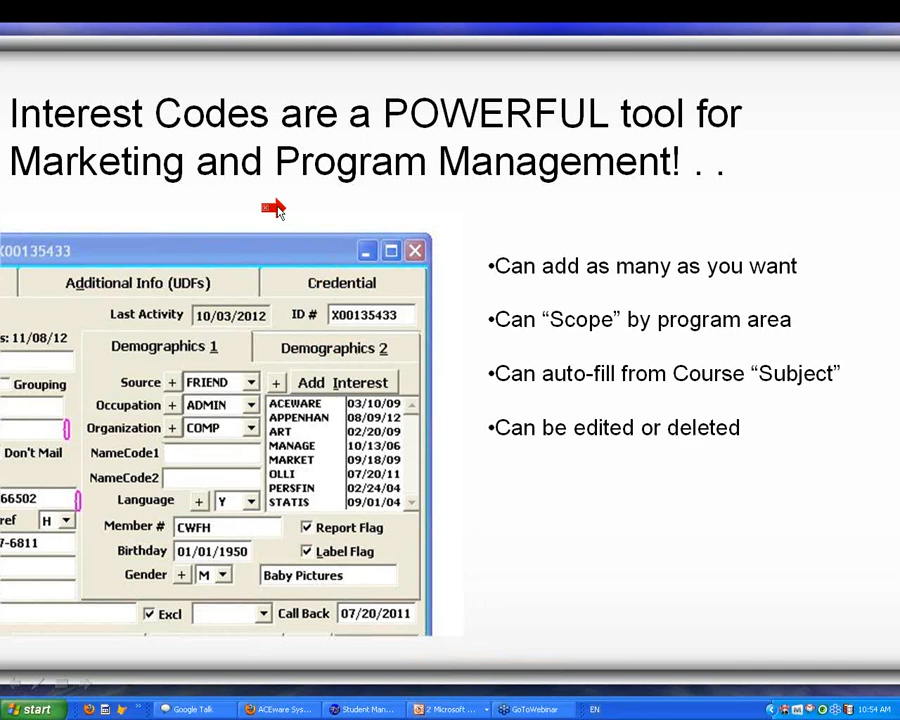 Interest Codes are a POWERFUL tool for
Marketing and Program Management! . .
X00135433
Additional Info (UDFs)
Credential
Last Activity 10/03/2012 ID # X00135433
s: 11/08/12
Demographics 1
Demographics 2
Grouping
Source + FRIEND
+ Add Interest
Occupation + ADMIN
Organization + COMP
NameCode1
NameCode2
Language + Y
ACEWARE 03/10/09
APPENHAN 08/09/12
ART 02/20/09
MANAGE 10/13/06
MARKET 09/18/09
OLLI 07/20/11
PERSFIN 02/24/04
STATIS 09/01/04
Don't Mail
66502
ref H
7-6811
Member # CWFH
Report Flag
Birthday 01/01/1950
Label Flag
Gender + M
Baby Pictures
Excl
Call Back 07/20/2011
•Can add as many as you want
•Can “Scope” by program area
•Can auto-fill from Course “Subject”
•Can be edited or deleted
start
Google Talk
ACEware Sys...
Student Man...
2 Microsoft ...
GoToWebinar
EN
10:54 AM